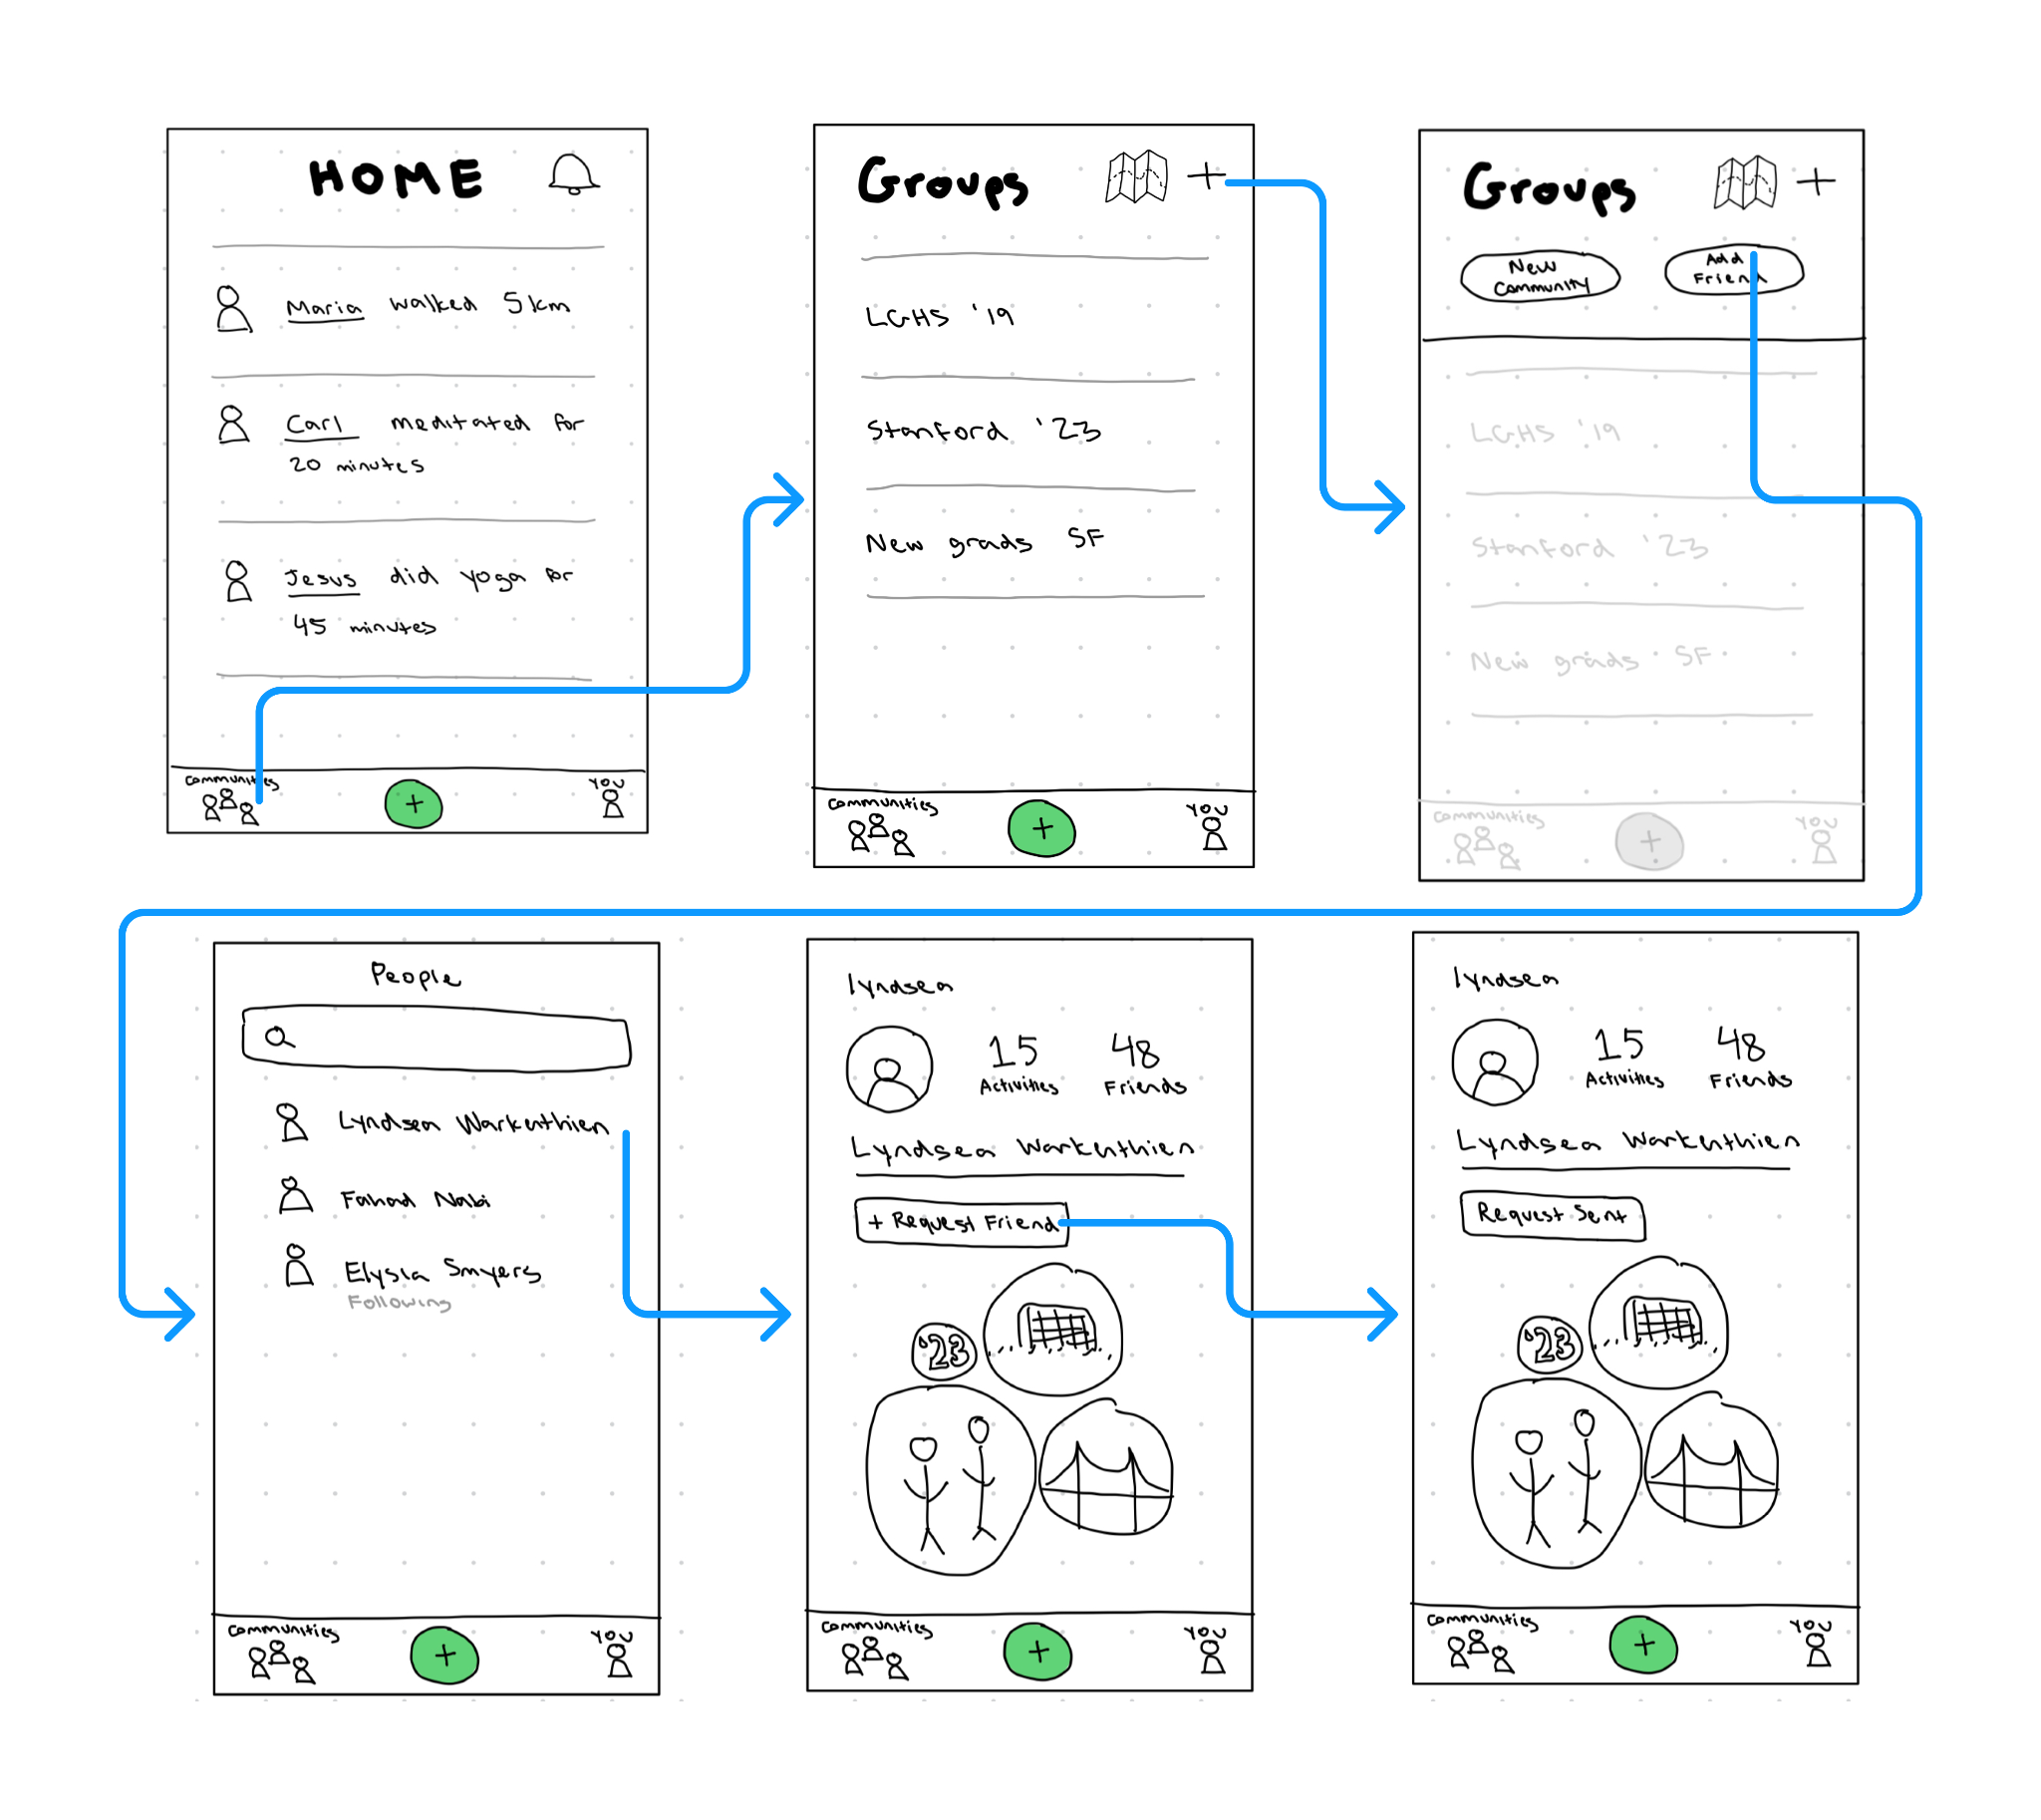 HOME
Maria walked 5km
Carl meditated for
20 minutes
Jesus did yoga for
45 minutes
Communities
+
YOU
Groups +
LGHS '19
Stanford '23
New grads SF
Communities
+
YOU
Groups +
New
Community
Add
Friend
LGHS '19
Stanford '23
New grads SF
Communities
+
YOU
People
Lyndsea Warkenthien
Fahad Nabi
Elysia Smyers
Following
Communities
+
YOU
lyndsea
15 48
Activities Friends
Lyndsea Warkenthien
+ Request Friend
'23
Communities
+
YOU
lyndsea
15 48
Activities Friends
Lyndsea Warkenthien
Request Sent
'23
Communities
+
YOU